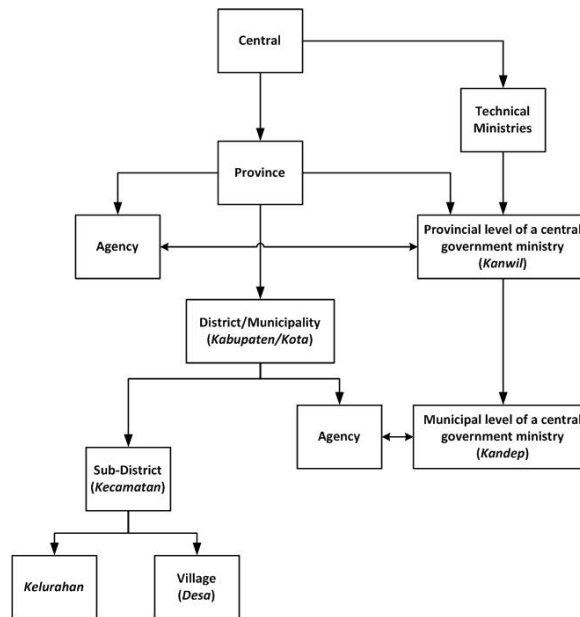 Central
Technical
Ministries
Province
Agency
Provincial level of a central
government ministry
(Kanwil)
District/Municipality
(Kabupaten/Kota)
Agency
Municipal level of a central
government ministry
(Kandep)
Sub-District
(Kecamatan)
Kelurahan
Village
(Desa)